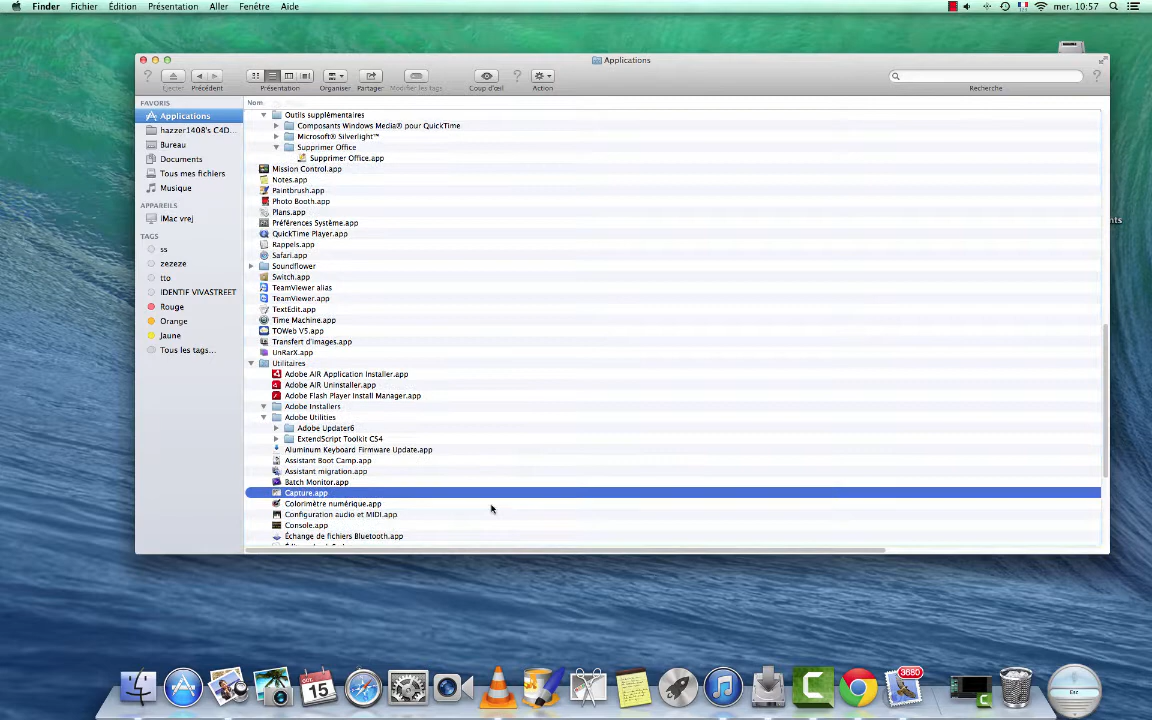 Finder Fichier Édition Présentation Aller Fenêtre Aide mer. 10:57
Applications
Éjecter Précédent Présentation Organiser Partager Modifier les tags Coup d'œil Action Recherche
FAVORIS
Applications
hazzer1408's C4D...
Bureau
Documents
Tous mes fichiers
Musique
APPAREILS
iMac vrej
TAGS
ss
zezeze
tto
IDENTIF VIVASTREET
Rouge
Orange
Jaune
Tous les tags...
Nom
Outils supplémentaires
Composants Windows Media® pour QuickTime
Microsoft® Silverlight™
Supprimer Office
Supprimer Office.app
Mission Control.app
Notes.app
Paintbrush.app
Photo Booth.app
Plans.app
Préférences Système.app
QuickTime Player.app
Rappels.app
Safari.app
Soundflower
Switch.app
TeamViewer alias
TeamViewer.app
TextEdit.app
Time Machine.app
TOWeb V5.app
Transfert d'images.app
UnRarX.app
Utilitaires
Adobe AIR Application Installer.app
Adobe AIR Uninstaller.app
Adobe Flash Player Install Manager.app
Adobe Installers
Adobe Utilities
Adobe Updater6
ExtendScript Toolkit CS4
Aluminum Keyboard Firmware Update.app
Assistant Boot Camp.app
Assistant migration.app
Batch Monitor.app
Capture.app
Colorimètre numérique.app
Configuration audio et MIDI.app
Console.app
Échange de fichiers Bluetooth.app
nts
OCT.
15
3680
Esc